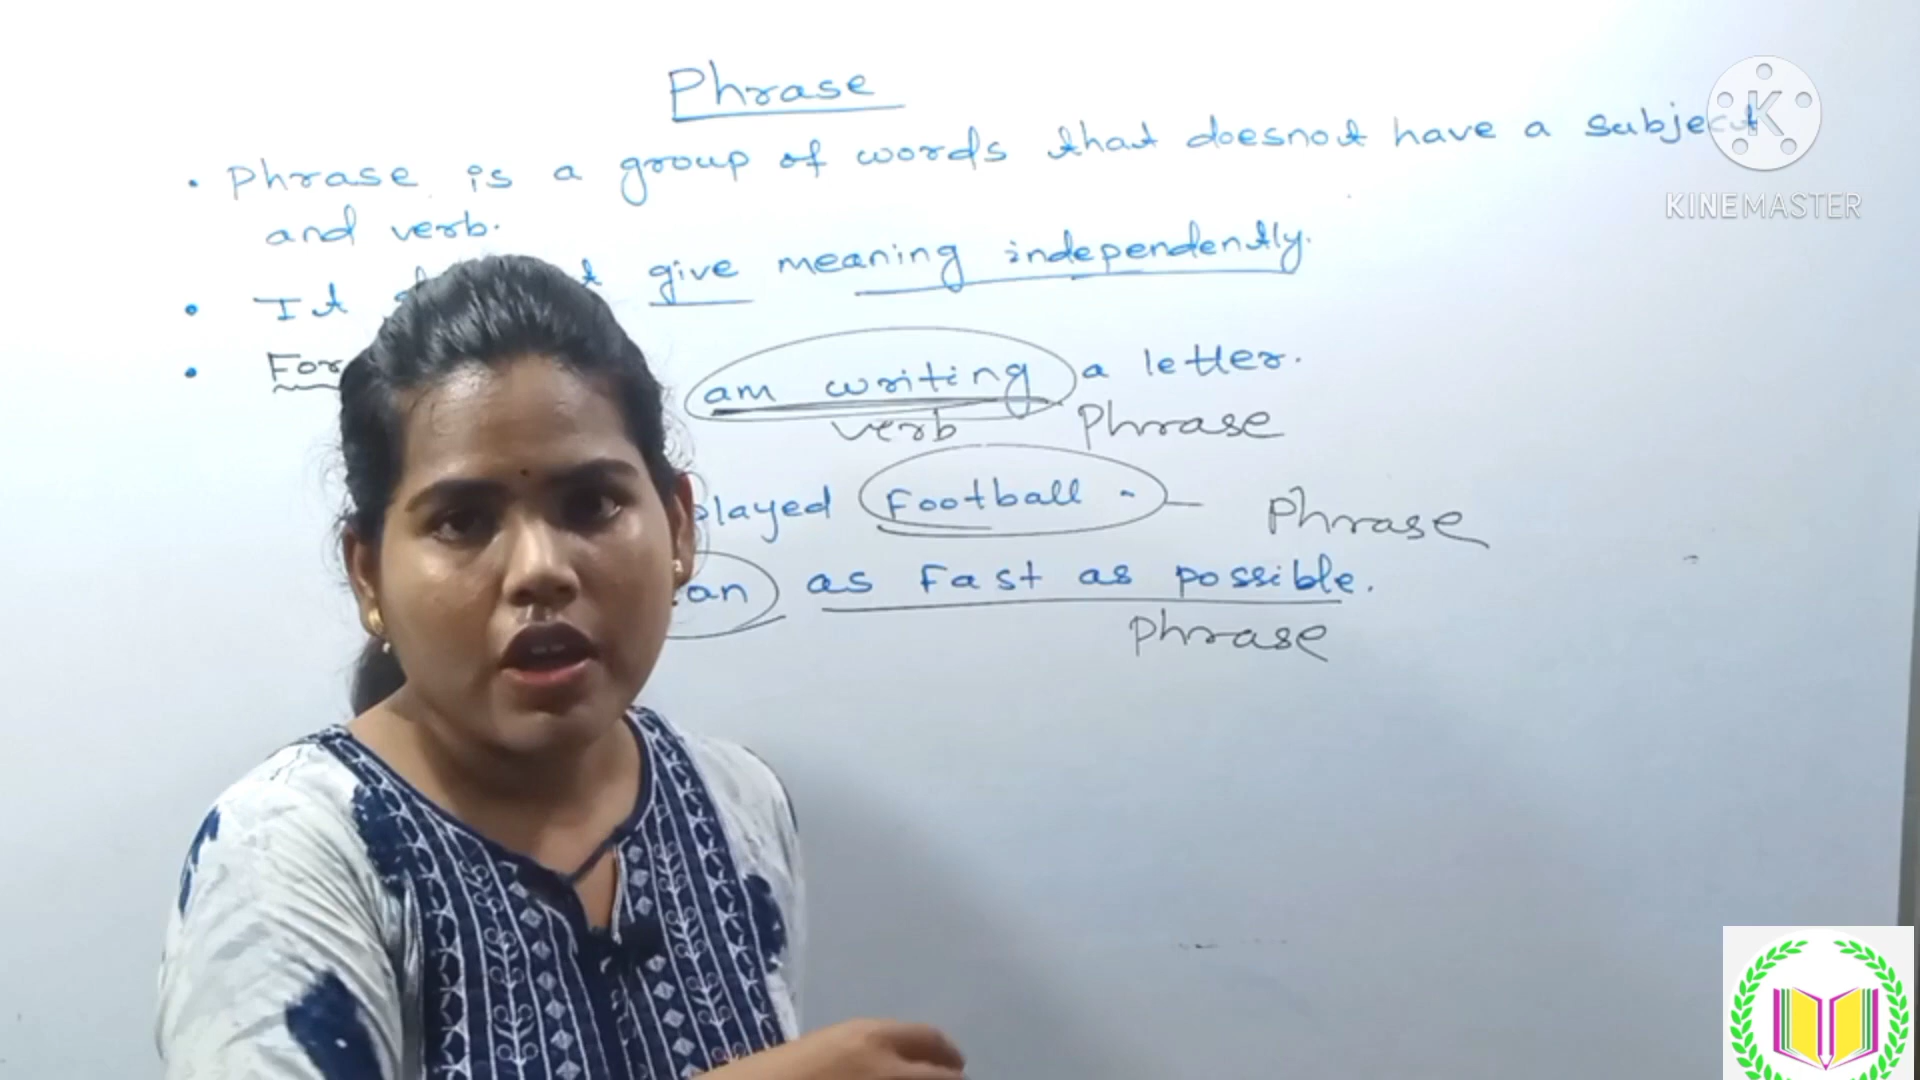 Phrase
• Phrase is a group of words that doesnot have a subject
and verb.
• It give meaning independently.
• For am writing a letter.
verb Phrase
played Football. - Phrase
as Fast as possible.
Phrase
KINEMASTER